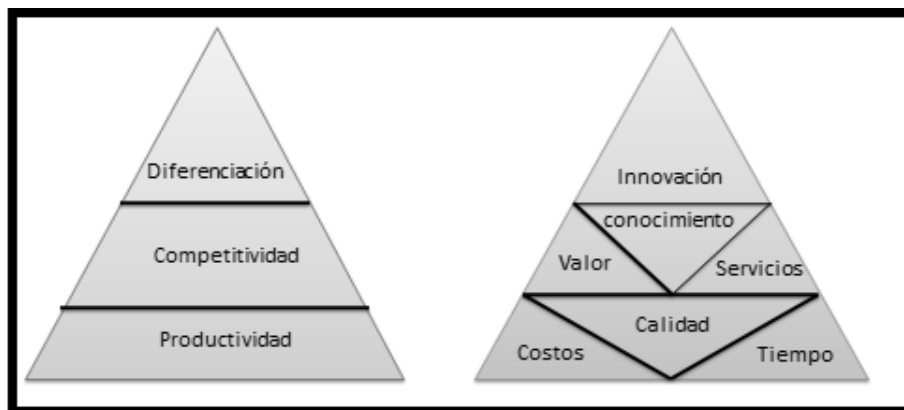 Diferenciación
Competitividad
Productividad
Innovación
conocimiento
Valor
Servicios
Calidad
Costos
Tiempo